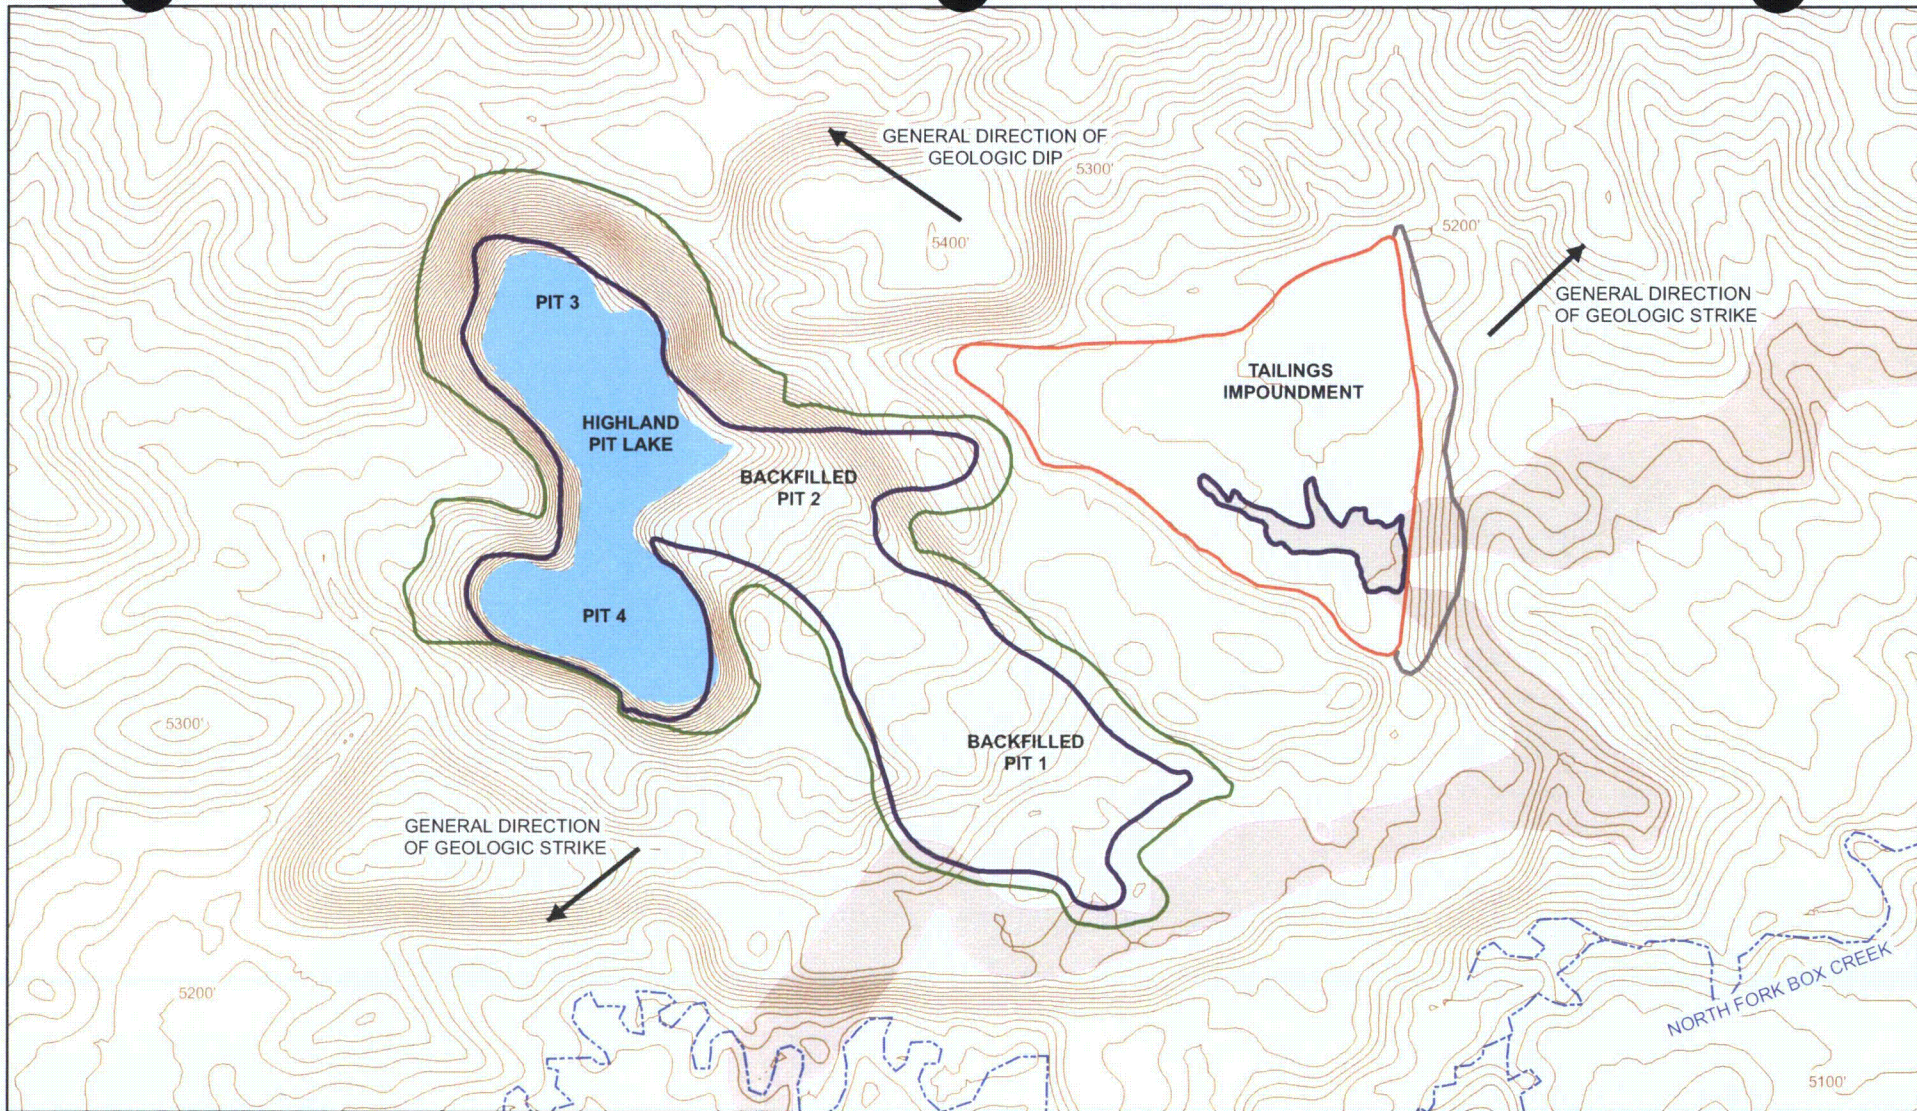 GENERAL DIRECTION OF
GEOLOGIC DIP
5300'
5400'
5200'
GENERAL DIRECTION
OF GEOLOGIC STRIKE
PIT 3
TAILINGS
IMPOUNDMENT
HIGHLAND
PIT LAKE
BACKFILLED
PIT 2
PIT 4
5300'
BACKFILLED
PIT 1
GENERAL DIRECTION
OF GEOLOGIC STRIKE
5200'
NORTH FORK BOX CREEK
5100'